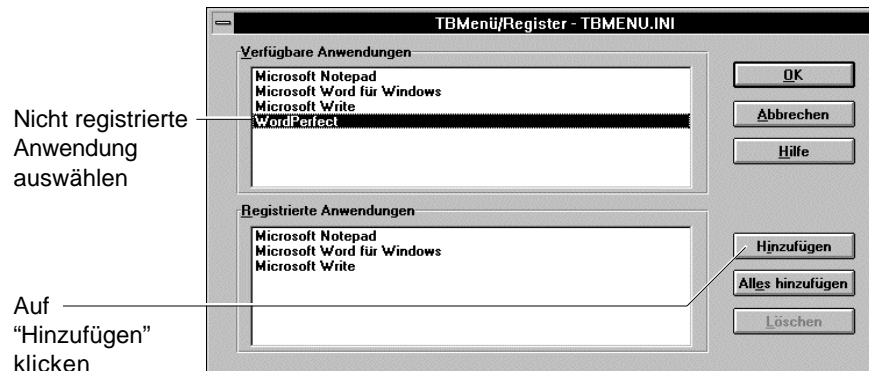 TBMenü/Register - TBMENU.INI
Verfügbare Anwendungen
Microsoft Notepad
Microsoft Word für Windows
Microsoft Write
WordPerfect
OK
Abbrechen
Hilfe
Nicht registrierte
Anwendung
auswählen
Registrierte Anwendungen
Microsoft Notepad
Microsoft Word für Windows
Microsoft Write
Hinzufügen
Alles hinzufügen
Löschen
Auf
“Hinzufügen”
klicken